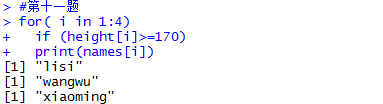 > #第十一题
> for( i in 1:4)
+   if (height[i]>=170)
+   print(names[i])
[1] "lisi"
[1] "wangwu"
[1] "xiaoming"